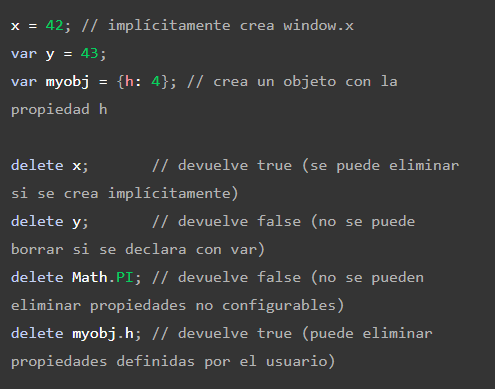 x = 42; // implícitamente crea window.x
var y = 43;
var myobj = {h: 4}; // crea un objeto con la
propiedad h
delete x;       // devuelve true (se puede eliminar
si se crea implícitamente)
delete y;       // devuelve false (no se puede
borrar si se declara con var)
delete Math.PI; // devuelve false (no se pueden
eliminar propiedades no configurables)
delete myobj.h; // devuelve true (puede eliminar
propiedades definidas por el usuario)